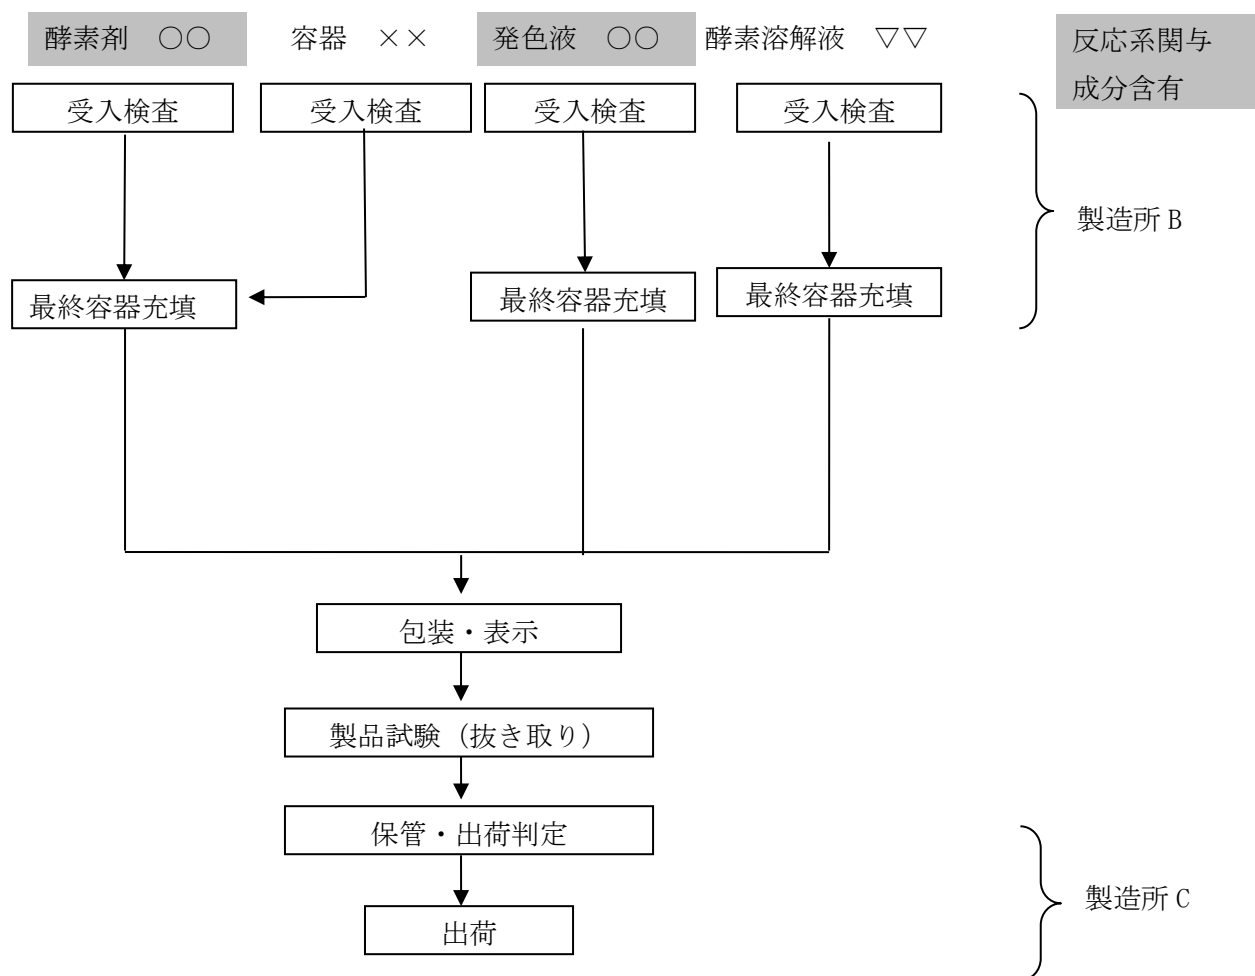 酵素剤　○○
容器　××
発色液　○○
酵素溶解液　▽▽
反応系関与
成分含有
受入検査
受入検査
受入検査
受入検査
製造所 B
最終容器充填
最終容器充填
最終容器充填
包装・表示
製品試験（抜き取り）
保管・出荷判定
製造所 C
出荷